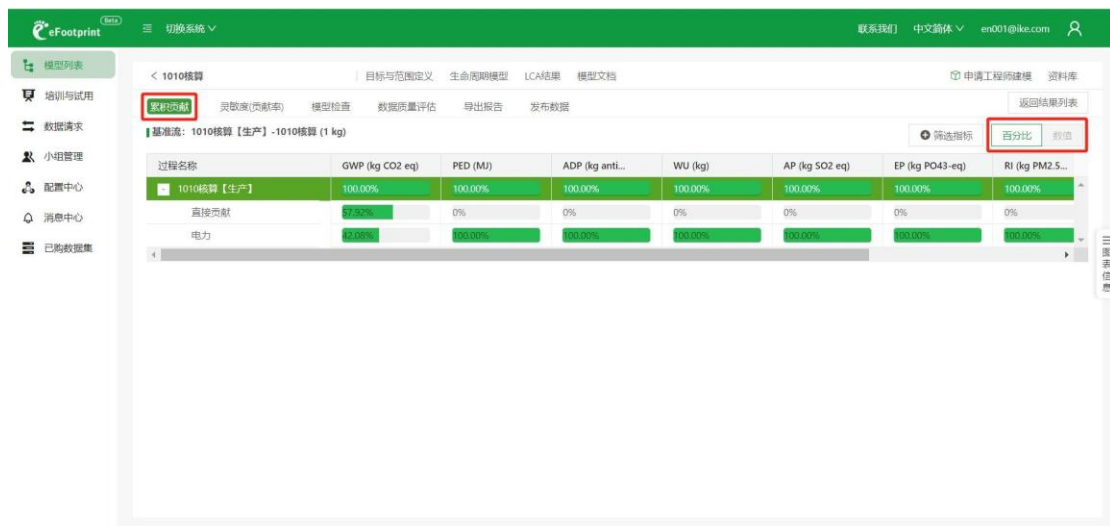 eFootprint (Beta) 切换系统 联系我们 中文简体 en001@ike.com
模型列表
培训与试用
数据请求
小组管理
配置中心
消息中心
已购数据集
< 1010核算 目标与范围定义 生命周期模型 LCA结果 模型文档 申请工程师建模 资料库
累积贡献 灵敏度(贡献率) 模型检查 数据质量评估 导出报告 发布数据 返回结果列表
基准流：1010核算【生产】-1010核算 (1 kg) 筛选指标 百分比 数值
过程名称 GWP (kg CO2 eq) PED (MJ) ADP (kg anti... WU (kg) AP (kg SO2 eq) EP (kg PO43-eq) RI (kg PM2.5...
- 1010核算【生产】 100.00% 100.00% 100.00% 100.00% 100.00% 100.00% 100.00%
直接贡献 57.92% 0% 0% 0% 0% 0% 0%
电力 42.08% 100.00% 100.00% 100.00% 100.00% 100.00% 100.00%
图表信息